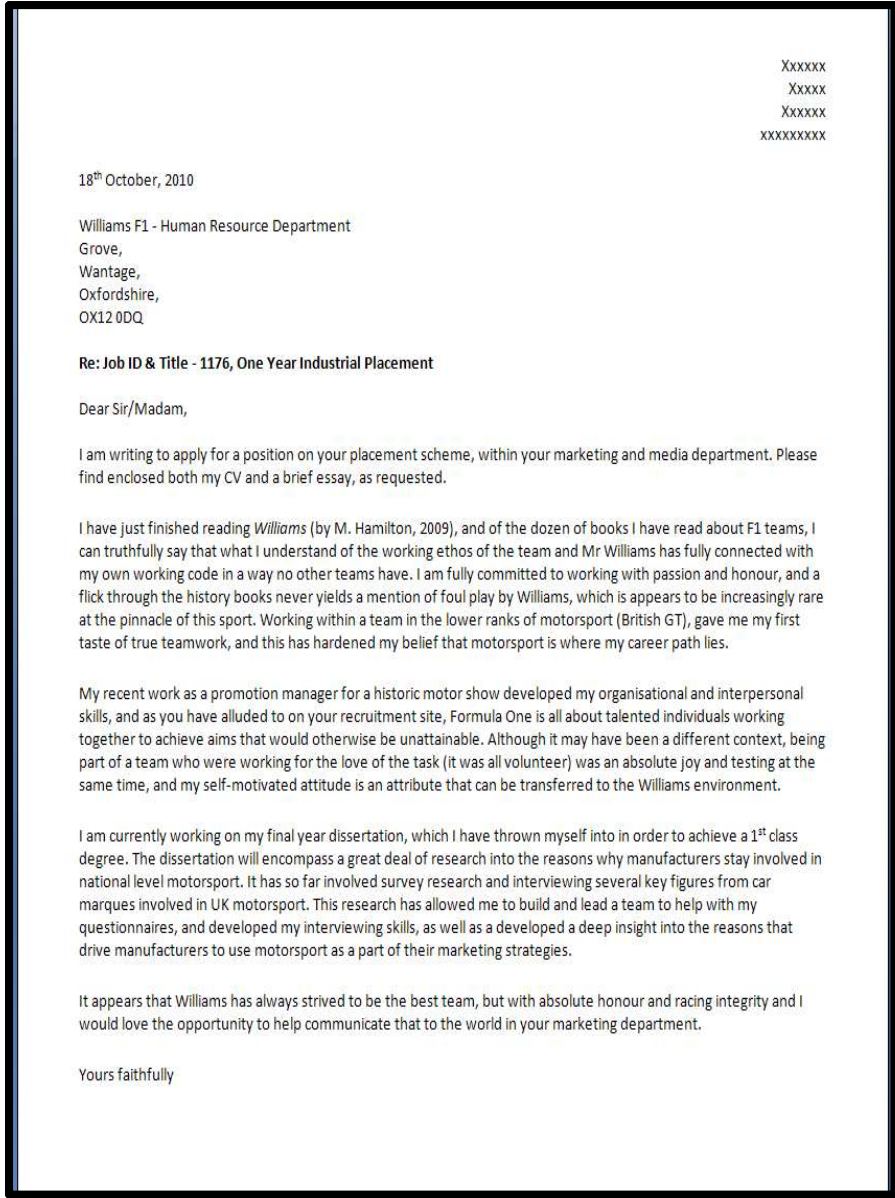 Xxxxxx
Xxxxx
Xxxxxx
xxxxxxxxx
18th October, 2010
Williams F1 - Human Resource Department
Grove,
Wantage,
Oxfordshire,
OX12 0DQ
Re: Job ID & Title - 1176, One Year Industrial Placement
Dear Sir/Madam,
I am writing to apply for a position on your placement scheme, within your marketing and media department. Please
find enclosed both my CV and a brief essay, as requested.
I have just finished reading Williams (by M. Hamilton, 2009), and of the dozen of books I have read about F1 teams, I
can truthfully say that what I understand of the working ethos of the team and Mr Williams has fully connected with
my own working code in a way no other teams have. I am fully committed to working with passion and honour, and a
flick through the history books never yields a mention of foul play by Williams, which is appears to be increasingly rare
at the pinnacle of this sport. Working within a team in the lower ranks of motorsport (British GT), gave me my first
taste of true teamwork, and this has hardened my belief that motorsport is where my career path lies.
My recent work as a promotion manager for a historic motor show developed my organisational and interpersonal
skills, and as you have alluded to on your recruitment site, Formula One is all about talented individuals working
together to achieve aims that would otherwise be unattainable. Although it may have been a different context, being
part of a team who were working for the love of the task (it was all volunteer) was an absolute joy and testing at the
same time, and my self-motivated attitude is an attribute that can be transferred to the Williams environment.
I am currently working on my final year dissertation, which I have thrown myself into in order to achieve a 1st class
degree. The dissertation will encompass a great deal of research into the reasons why manufacturers stay involved in
national level motorsport. It has so far involved survey research and interviewing several key figures from car
marques involved in UK motorsport. This research has allowed me to build and lead a team to help with my
questionnaires, and developed my interviewing skills, as well as a developed a deep insight into the reasons that
drive manufacturers to use motorsport as a part of their marketing strategies.
It appears that Williams has always strived to be the best team, but with absolute honour and racing integrity and I
would love the opportunity to help communicate that to the world in your marketing department.
Yours faithfully